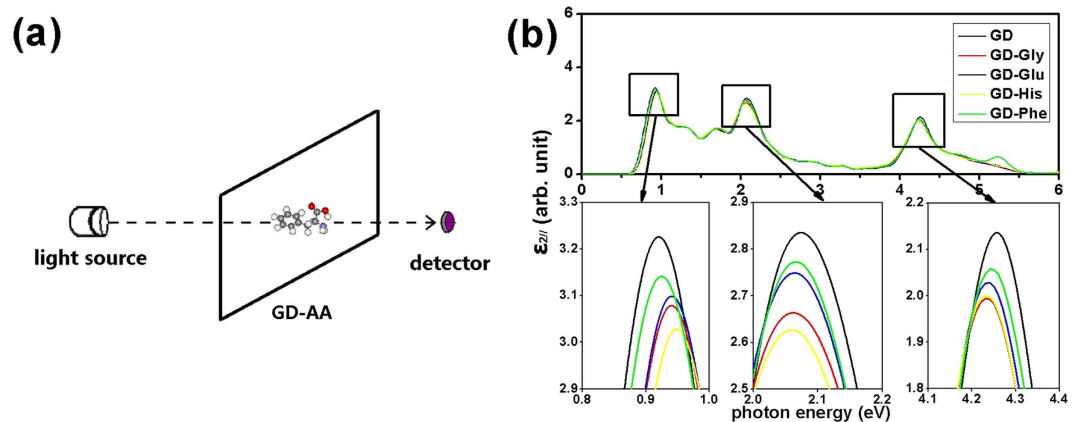 (a)
light source
GD-AA
detector
(b)
ε2// (arb. unit)
6
4
2
0
0 1 2 3 4 5 6
GD
GD-Gly
GD-Glu
GD-His
GD-Phe
3.3
3.2
3.1
3.0
2.9
0.8 0.9 1.0
2.9
2.8
2.7
2.6
2.5
2.0 2.1 2.2
2.2
2.1
2.0
1.9
1.8
4.1 4.2 4.3 4.4
photon energy (eV)